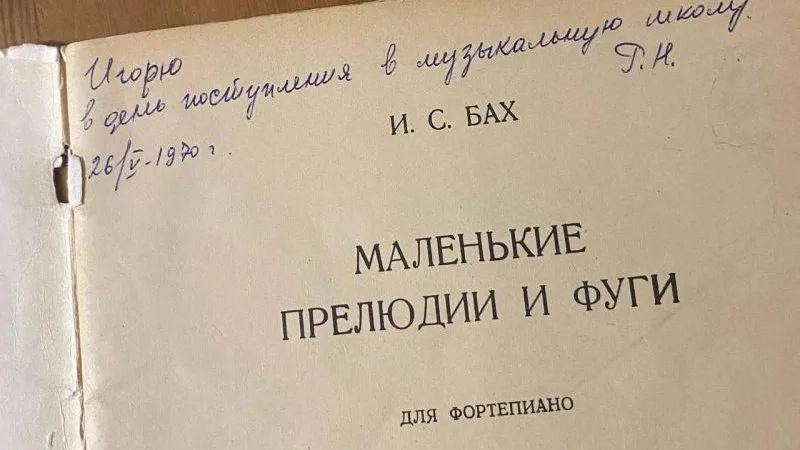 Игорю
в день поступления в музыкальную школу.
Г.Н.
26/V-1970 г.
И. С. БАХ
МАЛЕНЬКИЕ
ПРЕЛЮДИИ И ФУГИ
ДЛЯ ФОРТЕПИАНО